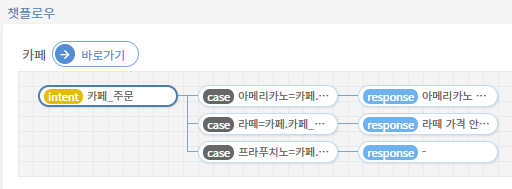 챗플로우
카페 바로가기
intent 카페_주문 case 아메리카노=카페.… response 아메리카노 …
case 라떼=카페.카페_… response 라떼 가격 안…
case 프라푸치노=카페.… response -